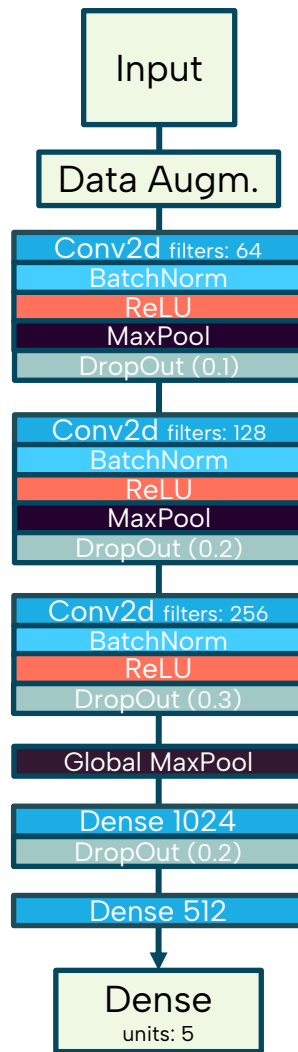 Input
Data Augm.
Conv2d filters: 64
BatchNorm
ReLU
MaxPool
DropOut (0.1)
Conv2d filters: 128
BatchNorm
ReLU
MaxPool
DropOut (0.2)
Conv2d filters: 256
BatchNorm
ReLU
DropOut (0.3)
Global MaxPool
Dense 1024
DropOut (0.2)
Dense 512
Dense
units: 5